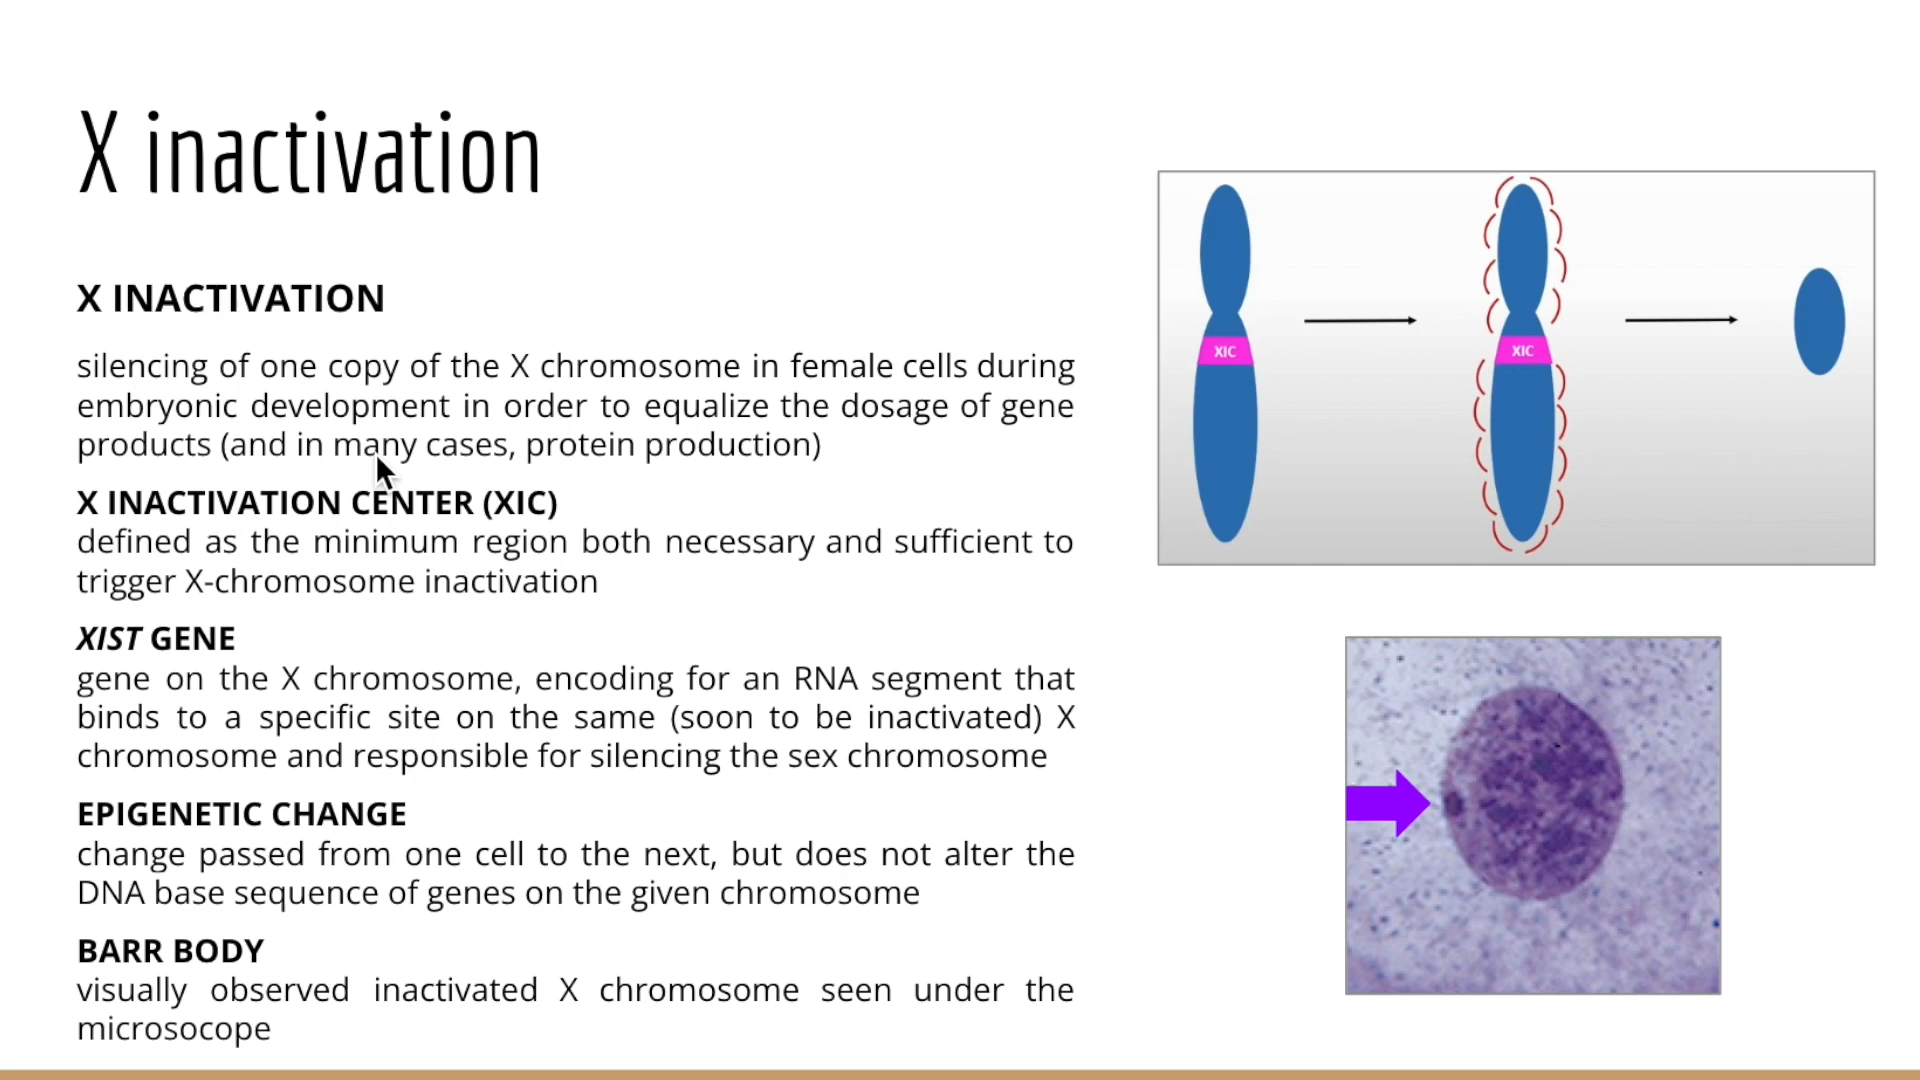 X inactivation
X INACTIVATION
silencing of one copy of the X chromosome in female cells during
embryonic development in order to equalize the dosage of gene
products (and in many cases, protein production)
X INACTIVATION CENTER (XIC)
defined as the minimum region both necessary and sufficient to
trigger X-chromosome inactivation
XIST GENE
gene on the X chromosome, encoding for an RNA segment that
binds to a specific site on the same (soon to be inactivated) X
chromosome and responsible for silencing the sex chromosome
EPIGENETIC CHANGE
change passed from one cell to the next, but does not alter the
DNA base sequence of genes on the given chromosome
BARR BODY
visually observed inactivated X chromosome seen under the
microsocope
XIC
XIC